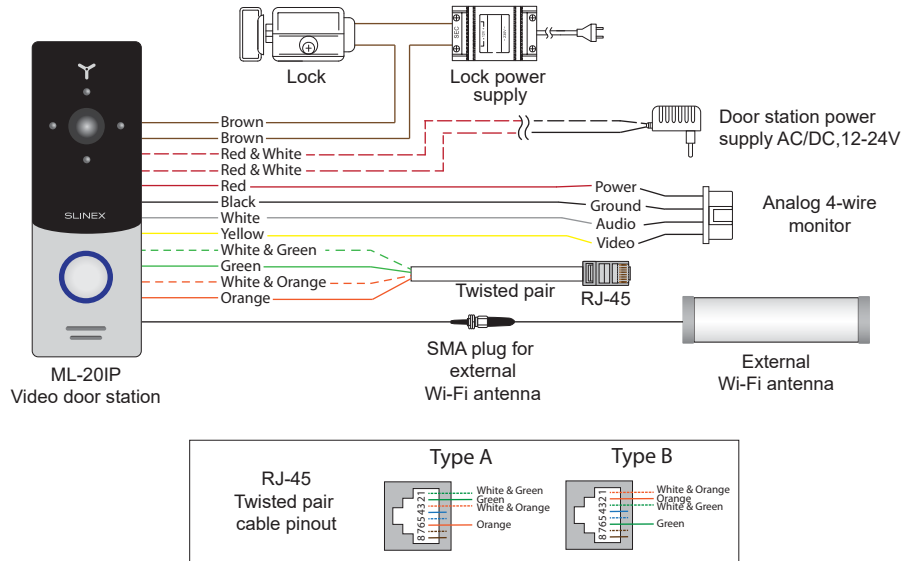 SEC
Lock
Lock power
supply
Door station power
supply AC/DC,12-24V
SLINEX
ML-20IP
Video door station
Brown
Brown
Red & White
Red & White
Red
Black
White
Yellow
White & Green
Green
White & Orange
Orange
Power
Ground
Audio
Video
Analog 4-wire
monitor
Twisted pair
RJ-45
SMA plug for
external
Wi-Fi antenna
External
Wi-Fi antenna
RJ-45
Twisted pair
cable pinout
Type A
87654321
White & Green
Green
White & Orange
Orange
Type B
87654321
White & Orange
Orange
White & Green
Green